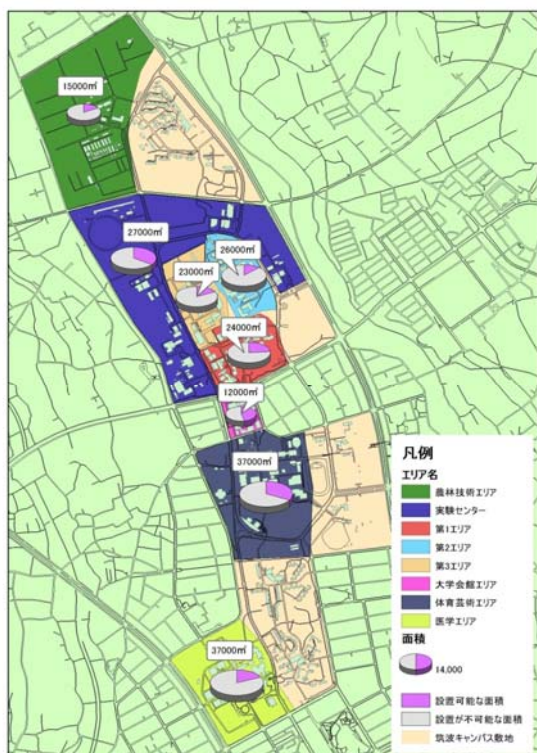 15000㎡
27000㎡
26000㎡
23000㎡
24000㎡
12000㎡
37000㎡
37000㎡
凡例
エリア名
農林技術エリア
実験センター
第1エリア
第2エリア
第3エリア
大学会館エリア
体育芸術エリア
医学エリア
面積
14,000
設置可能な面積
設置が不可能な面積
筑波キャンパス敷地